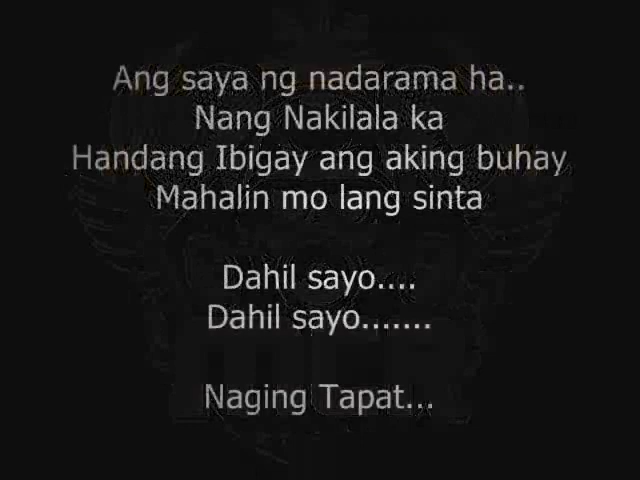 Ang saya ng nadarama ha..
Nang Nakilala ka
Handang Ibigay ang aking buhay
Mahalin mo lang sinta
Dahil sayo....
Dahil sayo.......
Naging Tapat...